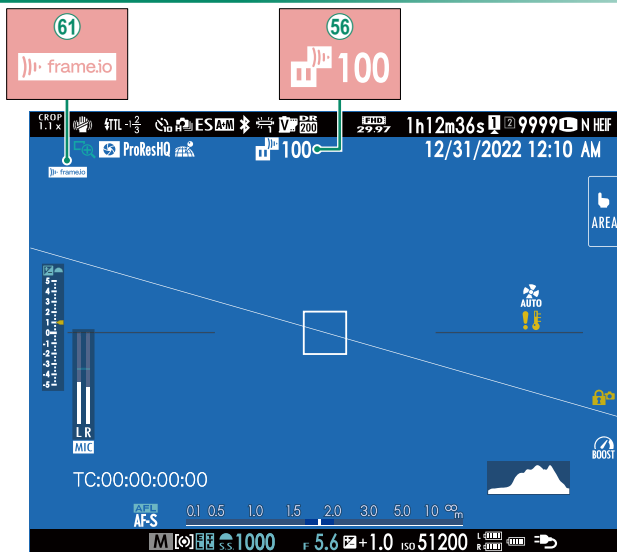 61
56
frame.io
100
CROP 1.1 x TTL -1 2/3 ES A+M DR 200 FHD 29.97 1h12m36s 1 2 9999 L N HEIF
ProResHQ 100 12/31/2022 12:10 AM
frame.io
AREA
5
4
3
2
1
0
-1
-2
-3
-4
-5
AUTO
L R
MIC
BOOST
TC:00:00:00:00
AFL
AF-S
0.1 0.5 1.0 1.5 2.0 3.0 5.0 10 ∞ m
M S.S. 1000 F 5.6 +1.0 ISO 51200 L R